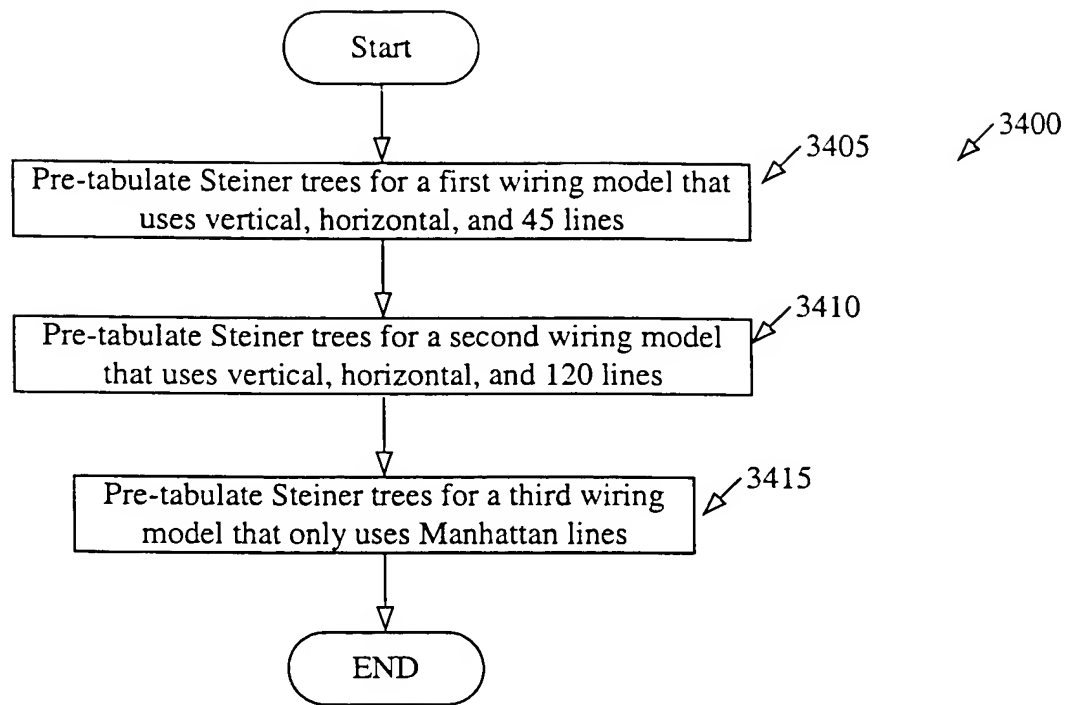 Start
3400
3405
Pre-tabulate Steiner trees for a first wiring model that
uses vertical, horizontal, and 45 lines
3410
Pre-tabulate Steiner trees for a second wiring model
that uses vertical, horizontal, and 120 lines
3415
Pre-tabulate Steiner trees for a third wiring
model that only uses Manhattan lines
END